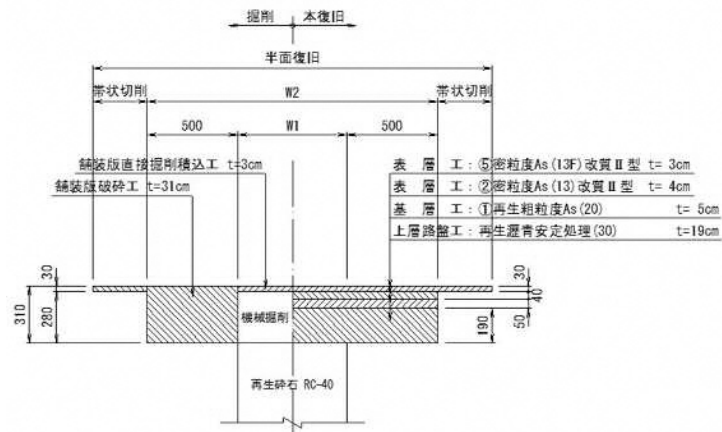 掘削 本復旧
半面復旧
帯状切削 W2 帯状切削
500 W1 500
舗装版直接掘削積込工 t=3cm
舗装版破砕工 t=31cm
表 層 工：⑤密粒度As(13F)改質Ⅱ型 t= 3cm
表 層 工：②密粒度As(13)改質Ⅱ型 t= 4cm
基 層 工：①再生粗粒度As(20) t= 5cm
上層路盤工：再生瀝青安定処理(30) t=19cm
30 30
310 280 40
50
190
機械掘削
再生砕石 RC-40